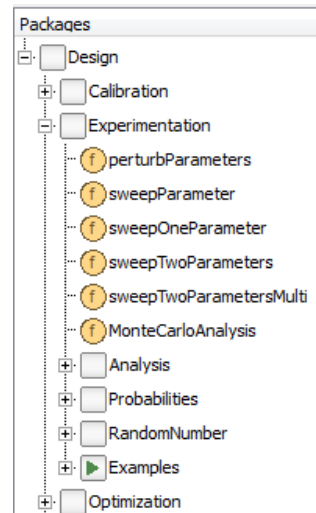 Packages
Design
Calibration
Experimentation
f perturbParameters
f sweepParameter
f sweepOneParameter
f sweepTwoParameters
f sweepTwoParametersMulti
f MonteCarloAnalysis
Analysis
Probabilities
RandomNumber
Examples
Optimization